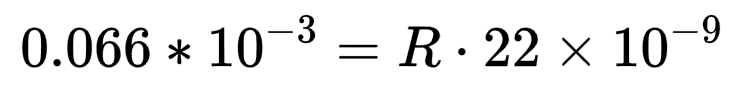 0.066 * 10^{-3} = R · 22 × 10^{-9}